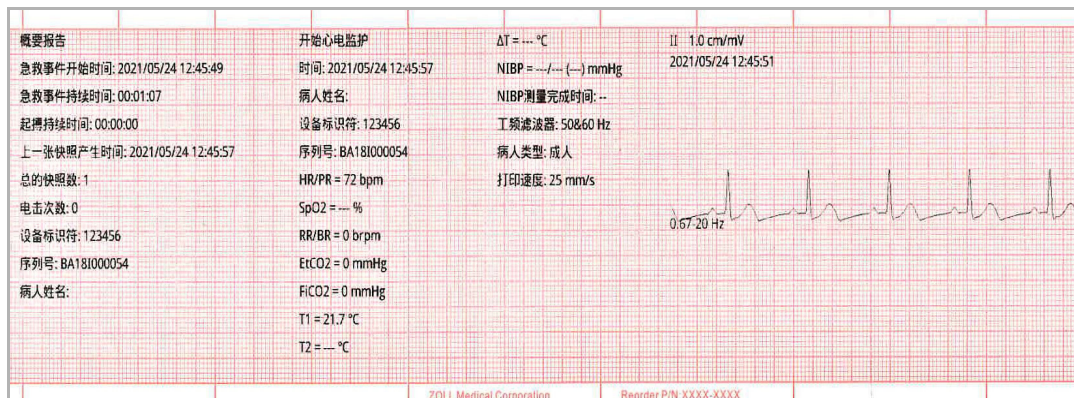 概要报告
急救事件开始时间: 2021/05/24 12:45:49
急救事件持续时间: 00:01:07
起搏持续时间: 00:00:00
上一张快照产生时间: 2021/05/24 12:45:57
总的快照数: 1
电击次数: 0
设备标识符: 123456
序列号: BA18I000054
病人姓名:
开始心电监护
时间: 2021/05/24 12:45:57
病人姓名:
设备标识符: 123456
序列号: BA18I000054
HR/PR = 72 bpm
SpO2 = --- %
RR/BR = 0 brpm
EtCO2 = 0 mmHg
FiCO2 = 0 mmHg
T1 = 21.7 °C
T2 = --- °C
ΔT = --- °C
NIBP = ---/--- (---) mmHg
NIBP测量完成时间: --
工频滤波器: 50&60 Hz
病人类型: 成人
打印速度: 25 mm/s
II 1.0 cm/mV
2021/05/24 12:45:51
0.67-20 Hz
ZOLL Medical Corporation Reorder P/N: XXXX-XXXX